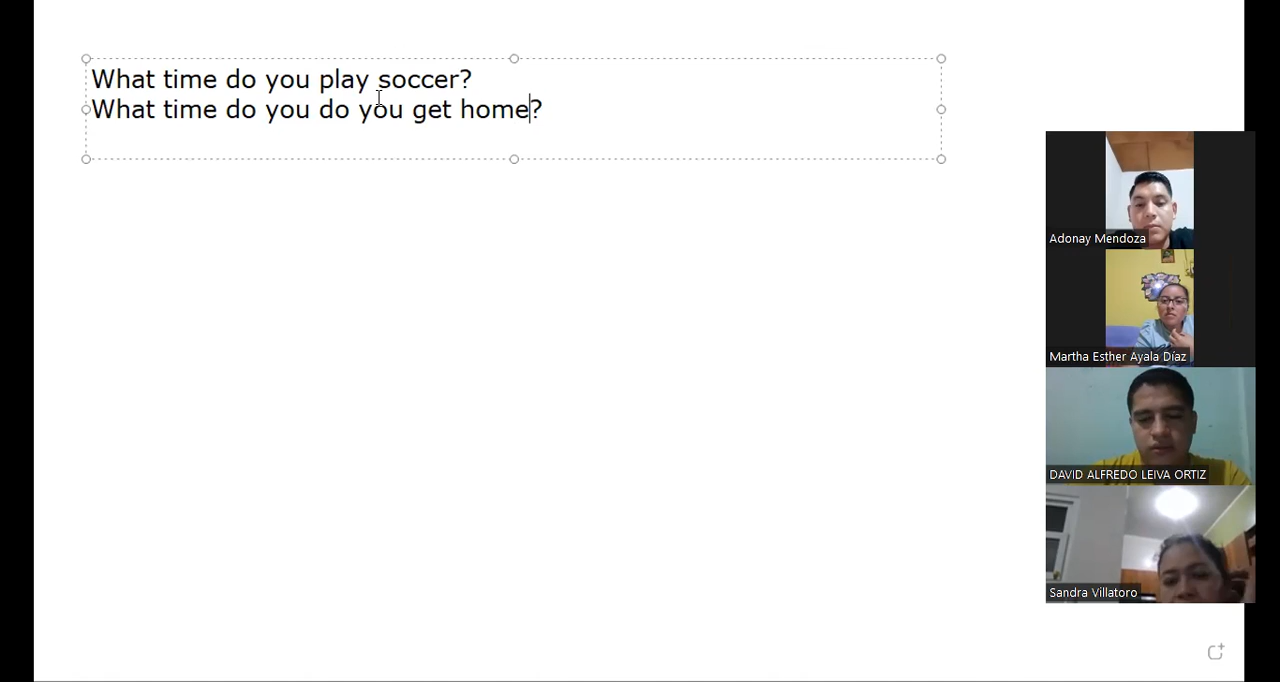 What time do you play soccer?
What time do you do you get home?
Adonay Mendoza
Martha Esther Ayala Díaz
DAVID ALFREDO LEIVA ORTIZ
Sandra Villatoro